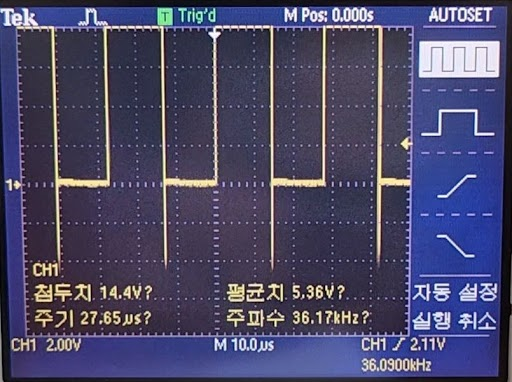 Tek T Trig'd M Pos: 0.000s AUTOSET
1
CH1
첨두치 14.4V? 평균치 5.36V?
주기 27.65µs? 주파수 36.17kHz?
자동 설정
실행 취소
CH1 2.00V M 10.0µs CH1 2.11V
36.0900kHz